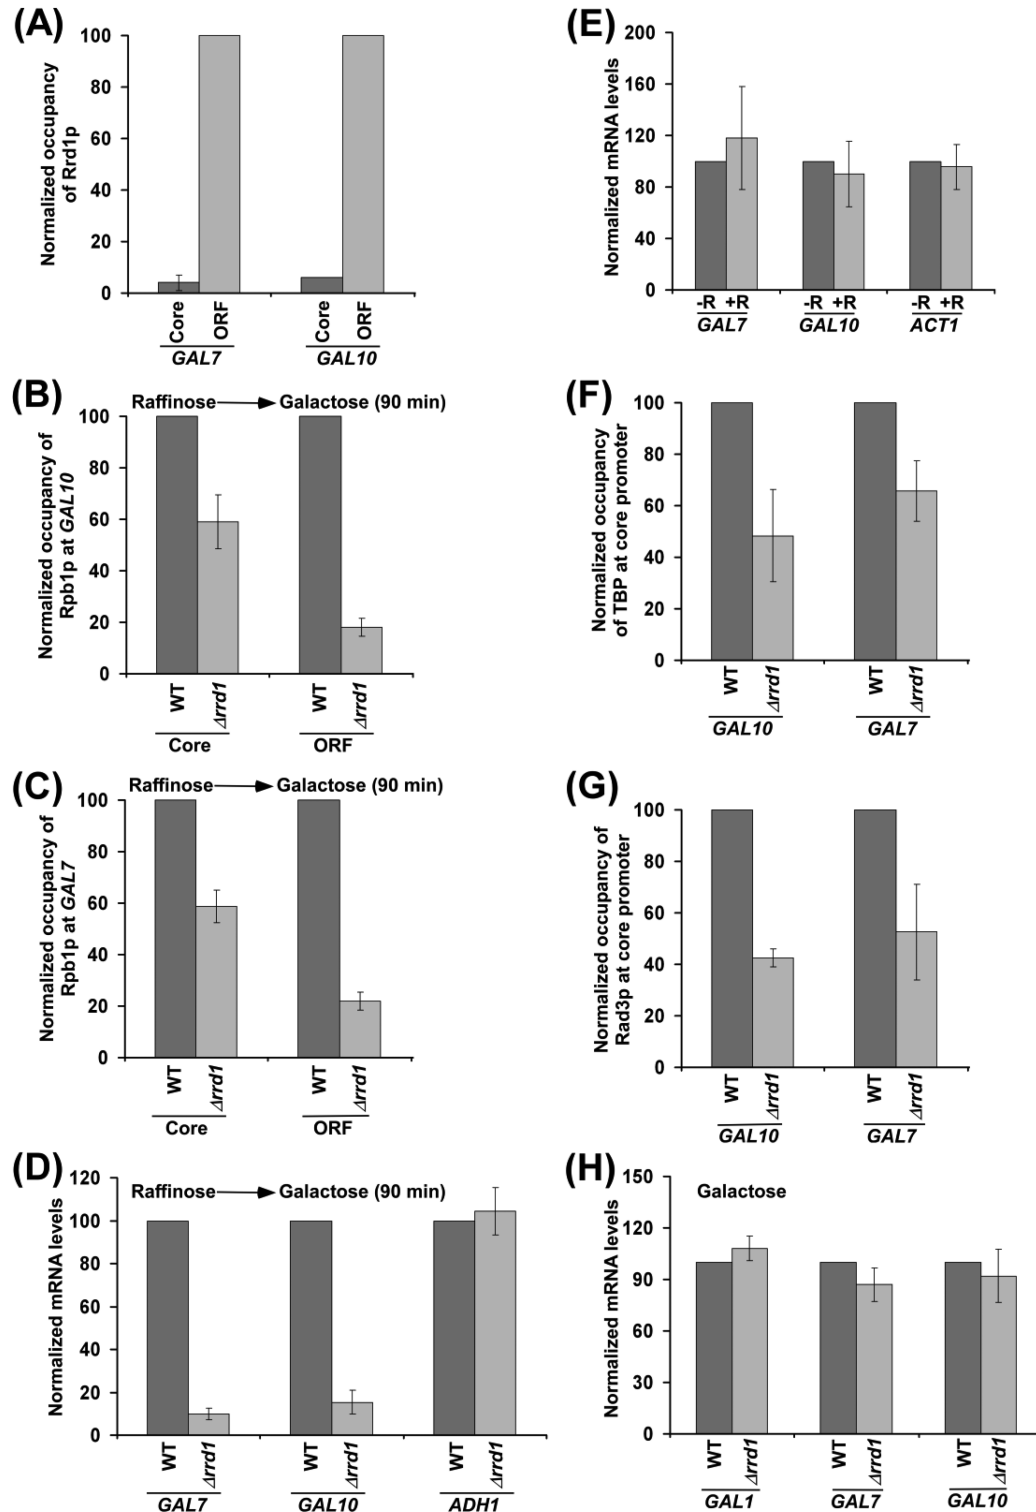 (A)
Normalized occupancy
of Rrd1p
100
80
60
40
20
0
Core
ORF
Core
ORF
GAL7
GAL10
(B)
Raffinose
Galactose (90 min)
Normalized occupancy of
Rpb1p at GAL10
100
80
60
40
20
0
WT
Δrrd1
WT
Δrrd1
Core
ORF
(C)
Raffinose
Galactose (90 min)
Normalized occupancy of
Rpb1p at GAL7
100
80
60
40
20
0
WT
Δrrd1
WT
Δrrd1
Core
ORF
(D)
Raffinose
Galactose (90 min)
Normalized mRNA levels
120
100
80
60
40
20
0
WT
Δrrd1
WT
Δrrd1
WT
Δrrd1
GAL7
GAL10
ADH1
(E)
Normalized mRNA levels
200
160
120
80
40
0
-R +R
-R +R
-R +R
GAL7
GAL10
ACT1
(F)
Normalized occupancy
of TBP at core promoter
100
80
60
40
20
0
WT
Δrrd1
WT
Δrrd1
GAL10
GAL7
(G)
Normalized occupancy of
Rad3p at core promoter
100
80
60
40
20
0
WT
Δrrd1
WT
Δrrd1
GAL10
GAL7
(H)
Galactose
Normalized mRNA levels
150
120
90
60
30
0
WT
Δrrd1
WT
Δrrd1
WT
Δrrd1
GAL1
GAL7
GAL10